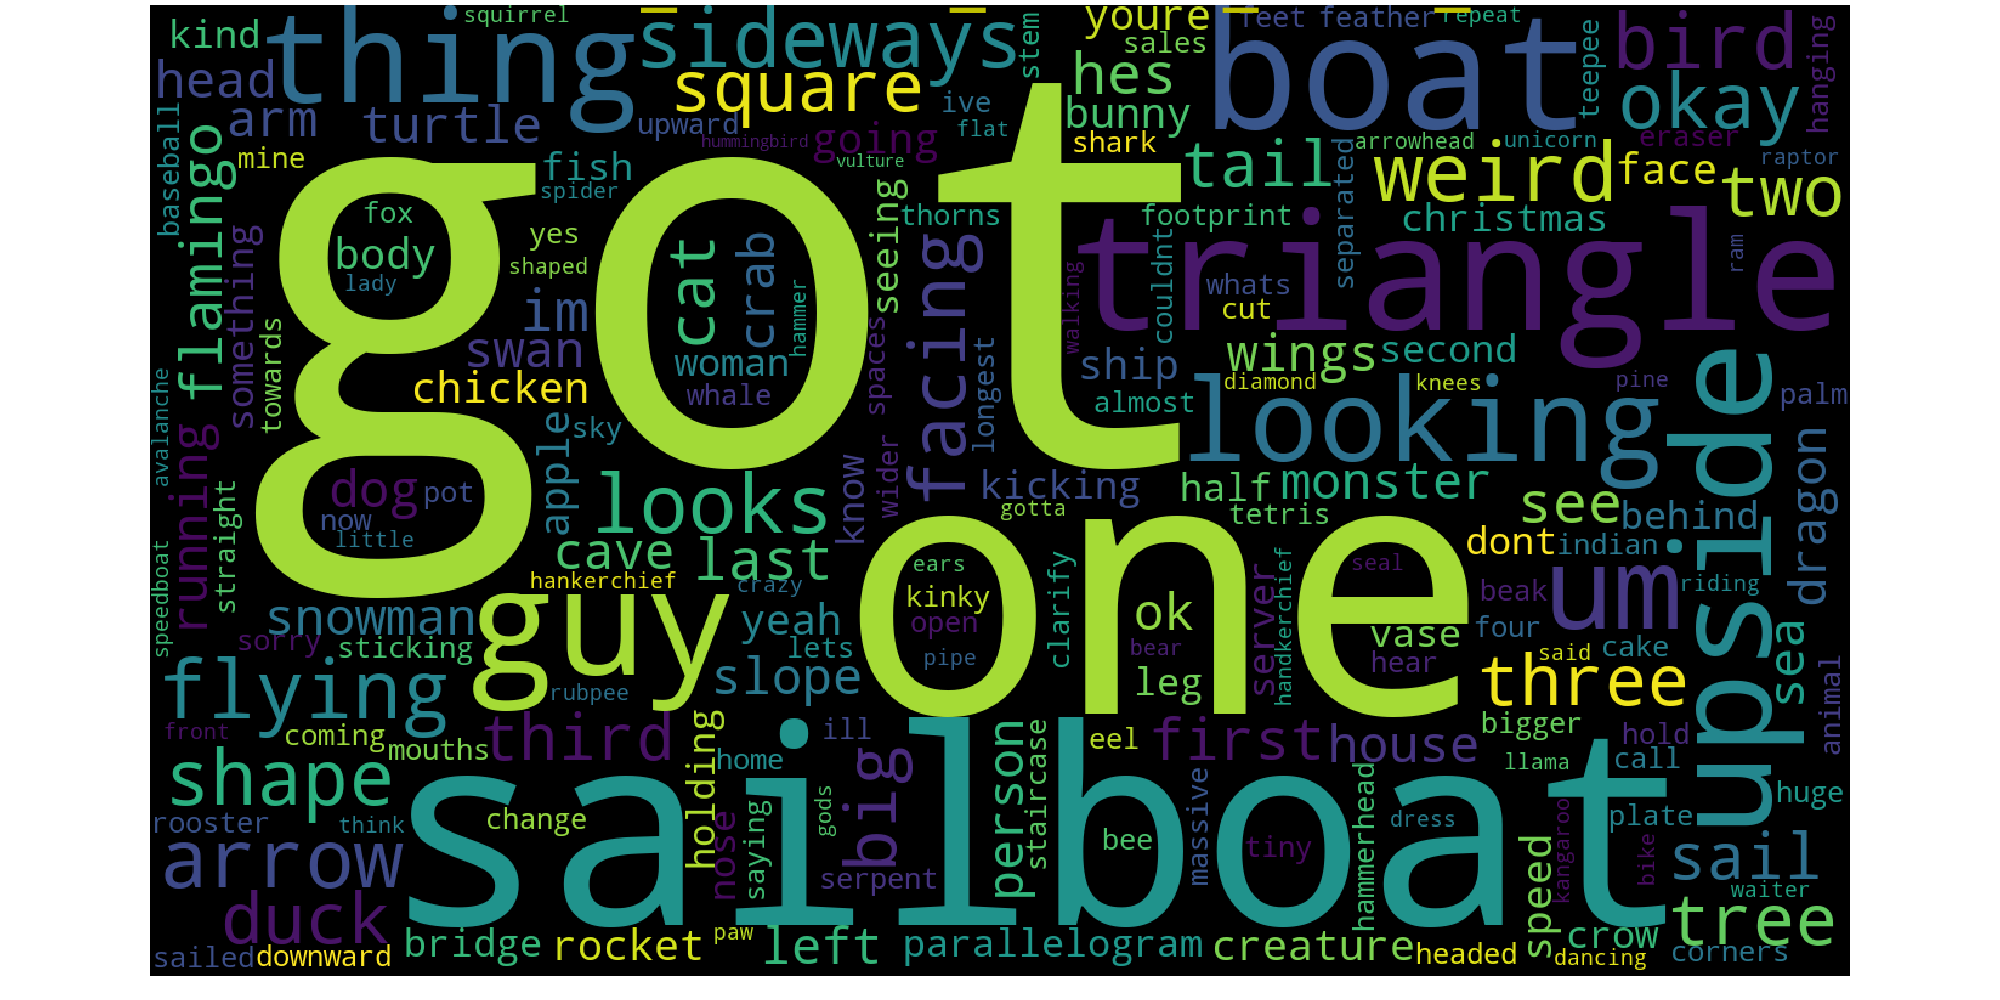 squirrel
kind
thing
sideways
youre
feet
feather
repeat
boat
bird
hanging
head
square
stem
sales
hes
teepee
okay
arm
turtle
upward
ive
bunny
flat
baseball
mine
fish
hummingbird
going
shark
arrowhead
unicorn
eraser
vulture
tail
weird
face
raptor
two
flamingo
spider
got
thorns
footprint
separated
christmas
fox
yes
body
shaped
lady
cat
crab
seeing
facing
triangle
ram
something
im
hammer
walking
couldnt
whats
cut
towards
swan
woman
spaces
ship
wings
second
upside
chicken
whale
longest
almost
diamond
knees
pine
palm
avalanche
apple
sky
looking
running
dog
pot
looks
know
wider
kicking
half
monster
dragon
straight
now
little
gotta
tetris
see
behind
cave
last
dont
indian
speedboat
hankerchief
crazy
ears
clarify
one
seal
beak
um
riding
snowman
guy
yeah
kinky
open
ok
server
handkerchief
vase
four
sorry
sticking
lets
bear
hear
said
cake
sea
flying
rubpee
slope
pipe
leg
three
animal
front
coming
mouths
third
holding
ill
home
big
person
staircase
eel
first
house
bigger
hold
shape
sailboat
llama
call
huge
rooster
think
change
nose
saying
gods
bee
massive
tiny
hammerhead
dress
speed
kangaroo
plate
bike
arrow
serpent
sail
waiter
duck
tree
sailed
downward
bridge
rocket
paw
left
parallelogram
creature
headed
dancing
crow
corners